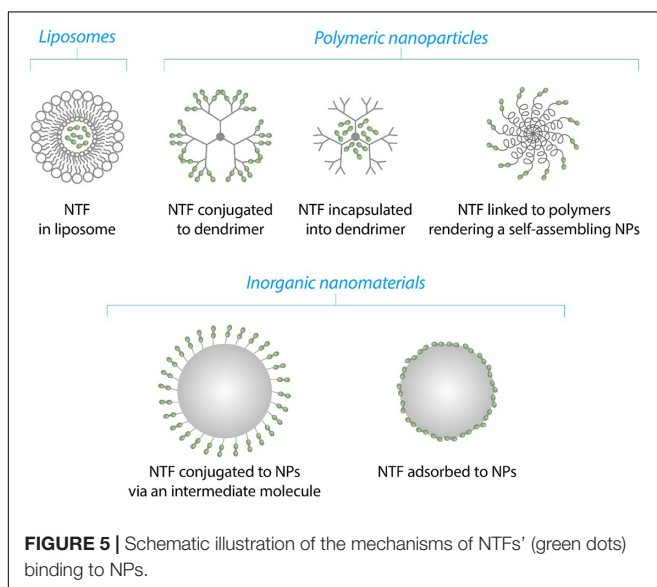 Liposomes
Polymeric nanoparticles
NTF
in liposome
NTF conjugated
to dendrimer
NTF incapsulated
into dendrimer
NTF linked to polymers
rendering a self-assembling NPs
Inorganic nanomaterials
NTF conjugated to NPs
via an intermediate molecule
NTF adsorbed to NPs
FIGURE 5 | Schematic illustration of the mechanisms of NTFs’ (green dots)
binding to NPs.